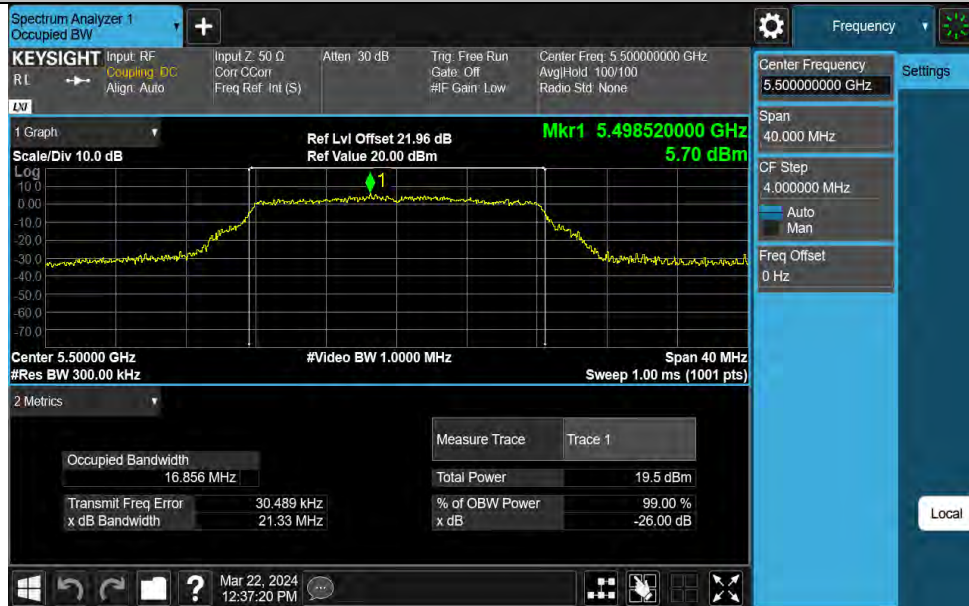 Spectrum Analyzer 1
Occupied BW
+
Frequency
KEYSIGHT
Input: RF
Coupling: DC
Align: Auto
Input Z: 50 Ω
Corr CCorr
Freq Ref: Int (S)
Atten: 30 dB
Trig: Free Run
Gate: Off
#IF Gain: Low
Center Freq: 5.500000000 GHz
Avg|Hold: 100/100
Radio Std: None
LXI
Center Frequency
5.500000000 GHz
Settings
Span
40.000 MHz
CF Step
4.000000 MHz
Auto
Man
Freq Offset
0 Hz
1 Graph
Scale/Div 10.0 dB
Ref Lvl Offset 21.96 dB
Ref Value 20.00 dBm
Mkr1 5.498520000 GHz
5.70 dBm
Log
10.0
0.00
-10.0
-20.0
-30.0
-40.0
-50.0
-60.0
-70.0
1
Center 5.50000 GHz
#Video BW 1.0000 MHz
Span 40 MHz
#Res BW 300.00 kHz
Sweep 1.00 ms (1001 pts)
2 Metrics
Measure Trace Trace 1
Occupied Bandwidth
16.856 MHz
Total Power 19.5 dBm
Transmit Freq Error 30.489 kHz
% of OBW Power 99.00 %
x dB Bandwidth 21.33 MHz
x dB -26.00 dB
Local
?
Mar 22, 2024
12:37:20 PM